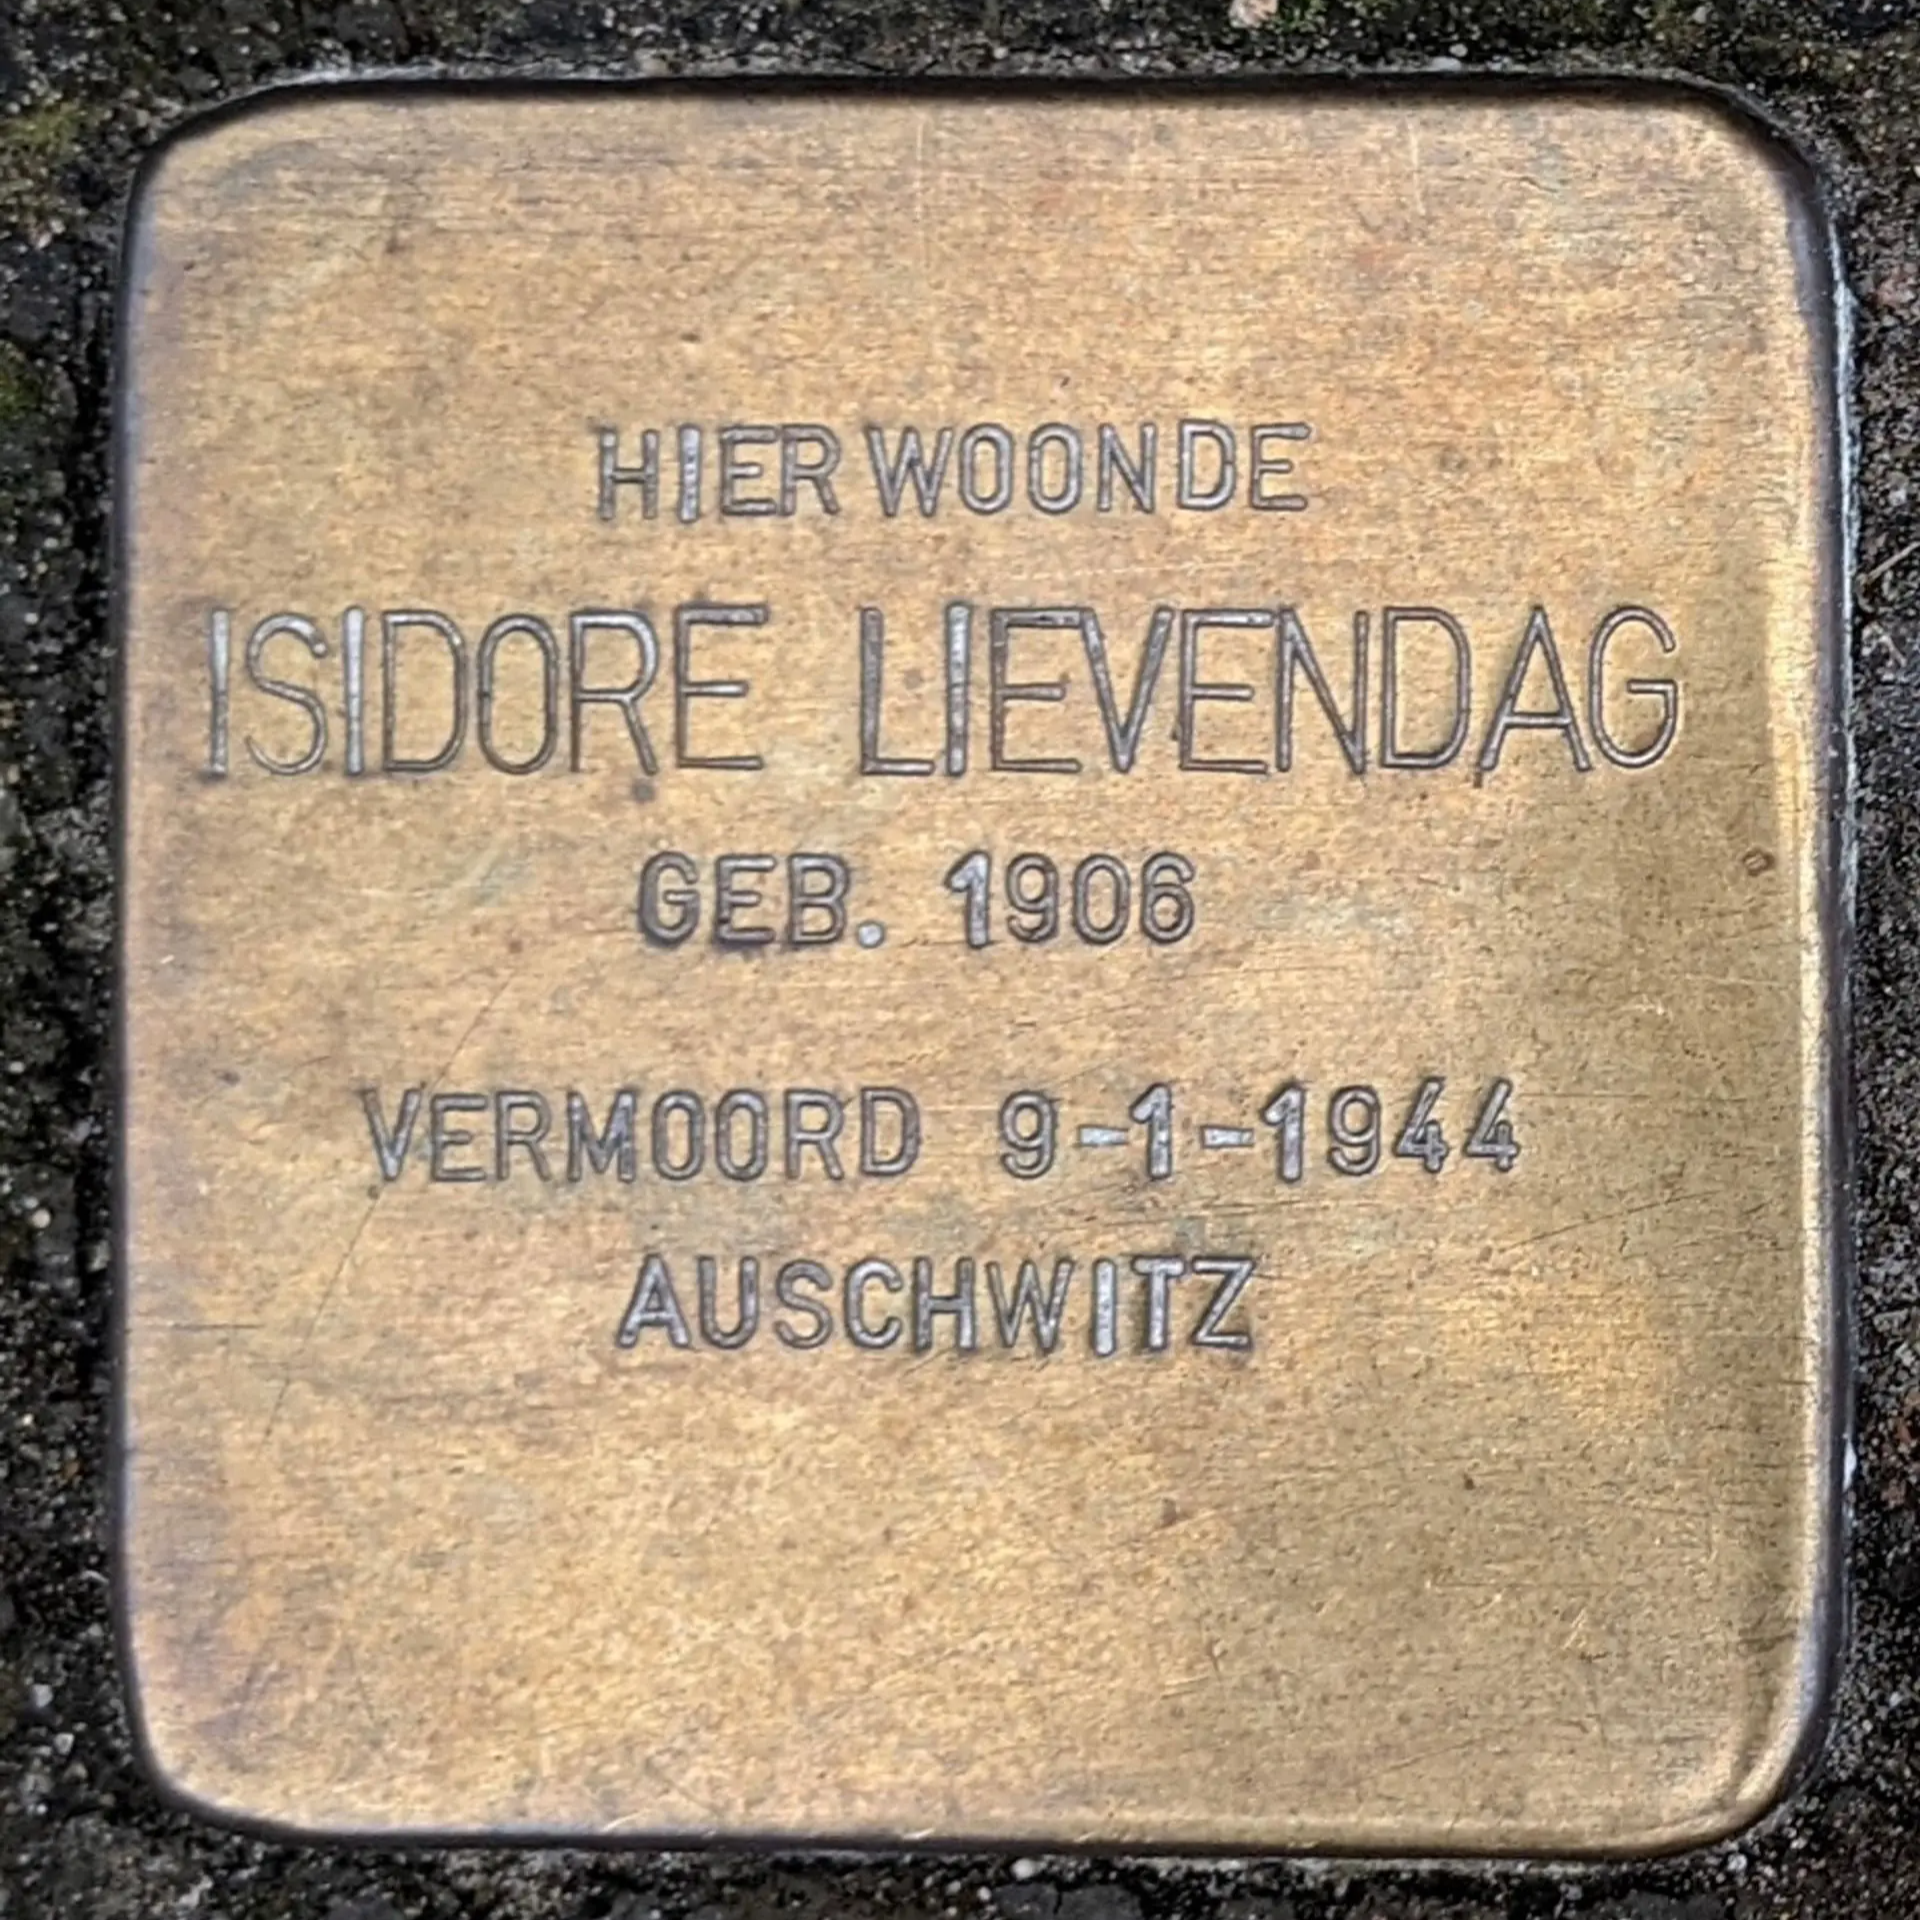 HIER WOONDE
ISIDORE LIEVENDAG
GEB. 1906
VERMOORD 9-1-1944
AUSCHWITZ